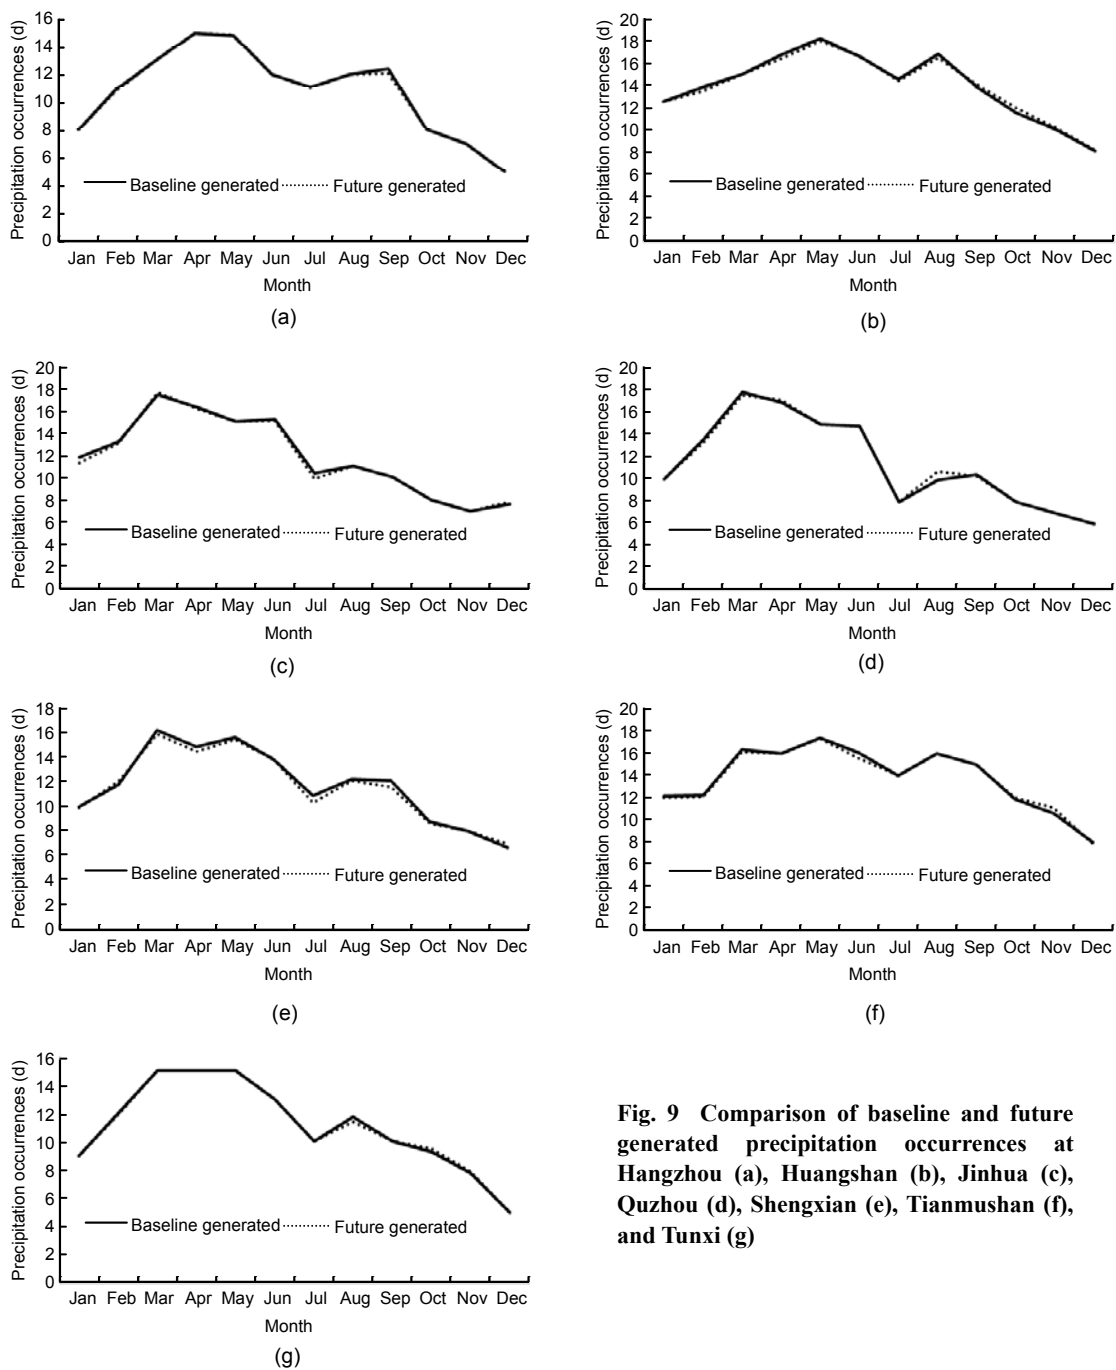 Precipitation occurrences (d)
16
14
12
10
8
6
4
2
0
Baseline generated Future generated
Jan Feb Mar Apr May Jun Jul Aug Sep Oct Nov Dec
Month
(a)
Precipitation occurrences (d)
20
18
16
14
12
10
8
6
4
2
0
Baseline generated Future generated
Jan Feb Mar Apr May Jun Jul Aug Sep Oct Nov Dec
Month
(b)
Precipitation occurrences (d)
20
18
16
14
12
10
8
6
4
2
0
Baseline generated Future generated
Jan Feb Mar Apr May Jun Jul Aug Sep Oct Nov Dec
Month
(c)
Precipitation occurrences (d)
20
18
16
14
12
10
8
6
4
2
0
Baseline generated Future generated
Jan Feb Mar Apr May Jun Jul Aug Sep Oct Nov Dec
Month
(d)
Precipitation occurrences (d)
18
16
14
12
10
8
6
4
2
0
Baseline generated Future generated
Jan Feb Mar Apr May Jun Jul Aug Sep Oct Nov Dec
Month
(e)
Precipitation occurrences (d)
20
18
16
14
12
10
8
6
4
2
0
Baseline generated Future generated
Jan Feb Mar Apr May Jun Jul Aug Sep Oct Nov Dec
Month
(f)
Precipitation occurrences (d)
16
14
12
10
8
6
4
2
0
Baseline generated Future generated
Jan Feb Mar Apr May Jun Jul Aug Sep Oct Nov Dec
Month
(g)
Fig. 9 Comparison of baseline and future
generated precipitation occurrences at
Hangzhou (a), Huangshan (b), Jinhua (c),
Quzhou (d), Shengxian (e), Tianmushan (f),
and Tunxi (g)